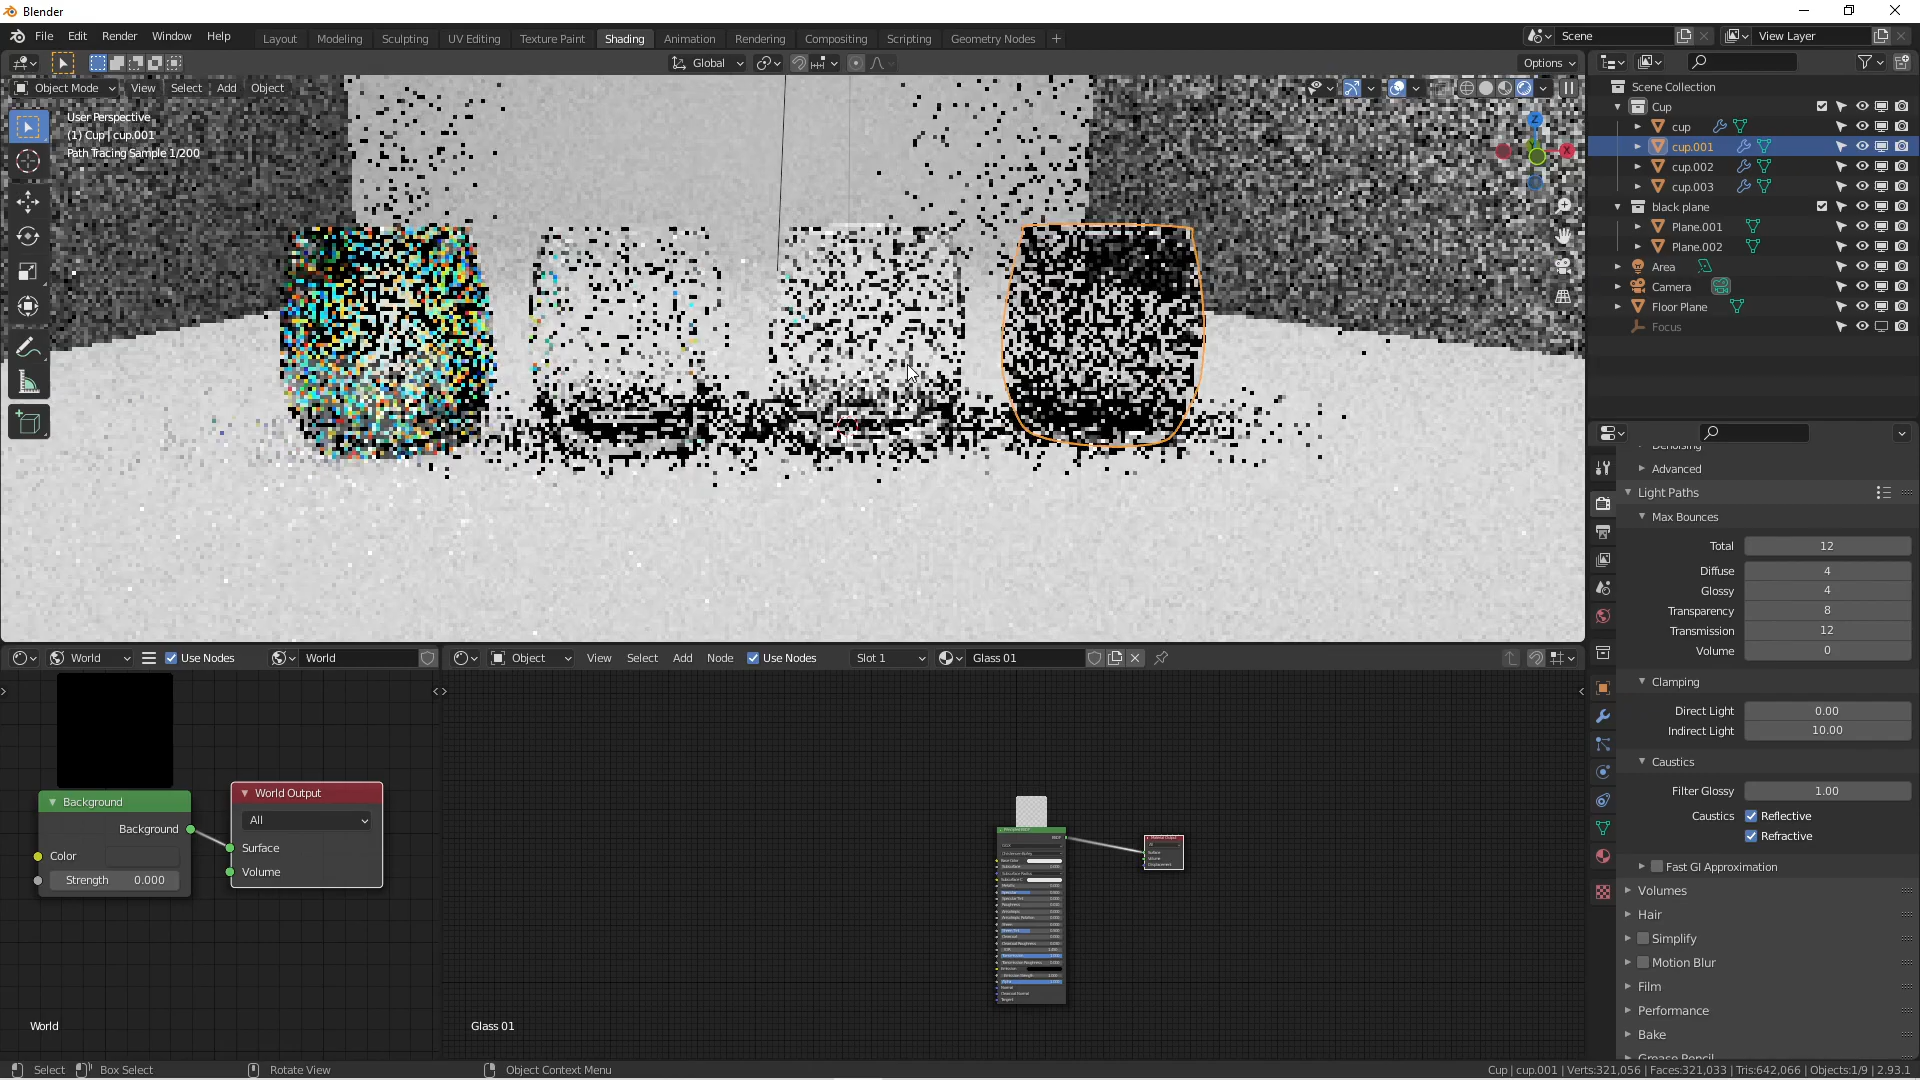 Blender
File Edit Render Window Help
Layout Modeling Sculpting UV Editing Texture Paint Shading Animation Rendering Compositing Scripting Geometry Nodes +
Scene
View Layer
Global
Options
Object Mode View Select Add Object
User Perspective
(1) Cup | cup.001
Path Tracing Sample 1/200
Z
X
Scene Collection
Cup
cup
cup.001
cup.002
cup.003
black plane
Plane.001
Plane.002
Area
Camera
Floor Plane
Focus
Denoising
Advanced
Light Paths
Max Bounces
Total 12
Diffuse 4
Glossy 4
Transparency 8
Transmission 12
Volume 0
Clamping
Direct Light 0.00
Indirect Light 10.00
Caustics
Filter Glossy 1.00
Caustics Reflective
Refractive
Fast GI Approximation
Volumes
Hair
Simplify
Motion Blur
Film
Performance
Bake
Grease Pencil
World Use Nodes World
Background
Background
Color
Strength 0.000
World Output
All
Surface
Volume
World
Object View Select Add Node Use Nodes Slot 1 Glass 01
Glass 01
Select Box Select Rotate View Object Context Menu
Cup | cup.001 | Verts:321,056 | Faces:321,033 | Tris:642,066 | Objects:1/9 | 2.93.1